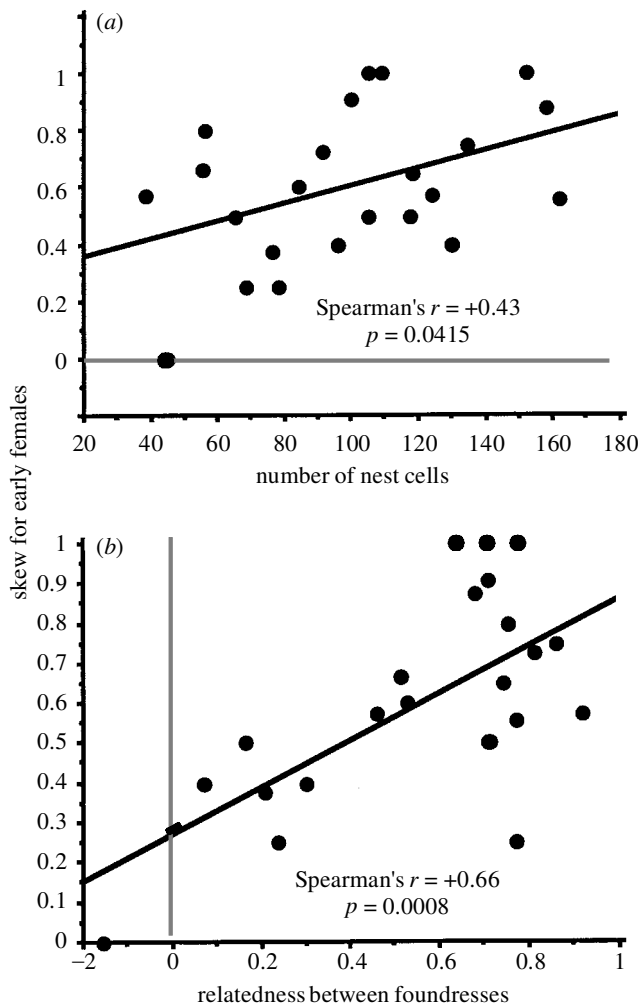 (a)
1
0.8
0.6
0.4
0.2
0
Spearman's r = +0.43
p = 0.0415
20 40 60 80 100 120 140 160 180
number of nest cells
skew for early females
(b)
1
0.9
0.8
0.7
0.6
0.5
0.4
0.3
0.2
0.1
0
Spearman's r = +0.66
p = 0.0008
−2 0 0.2 0.4 0.6 0.8 1
relatedness between foundresses